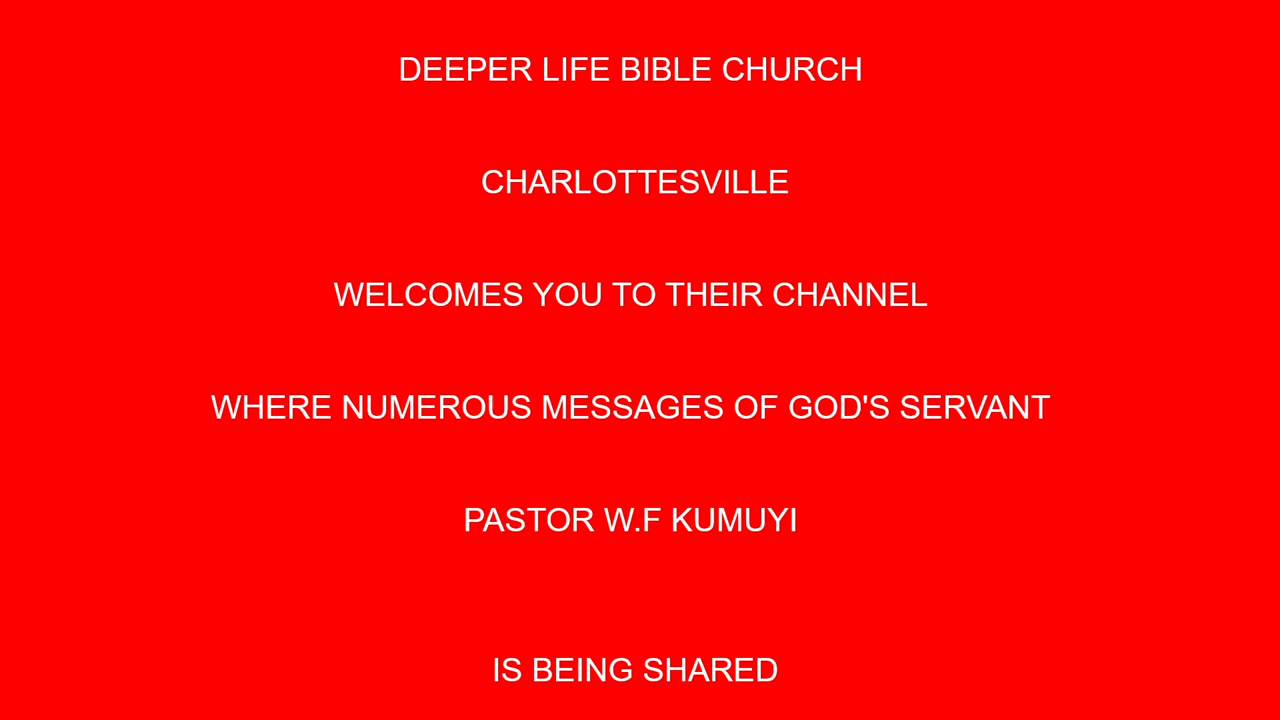 DEEPER LIFE BIBLE CHURCH
CHARLOTTESVILLE
WELCOMES YOU TO THEIR CHANNEL
WHERE NUMEROUS MESSAGES OF GOD'S SERVANT
PASTOR W.F KUMUYI
IS BEING SHARED